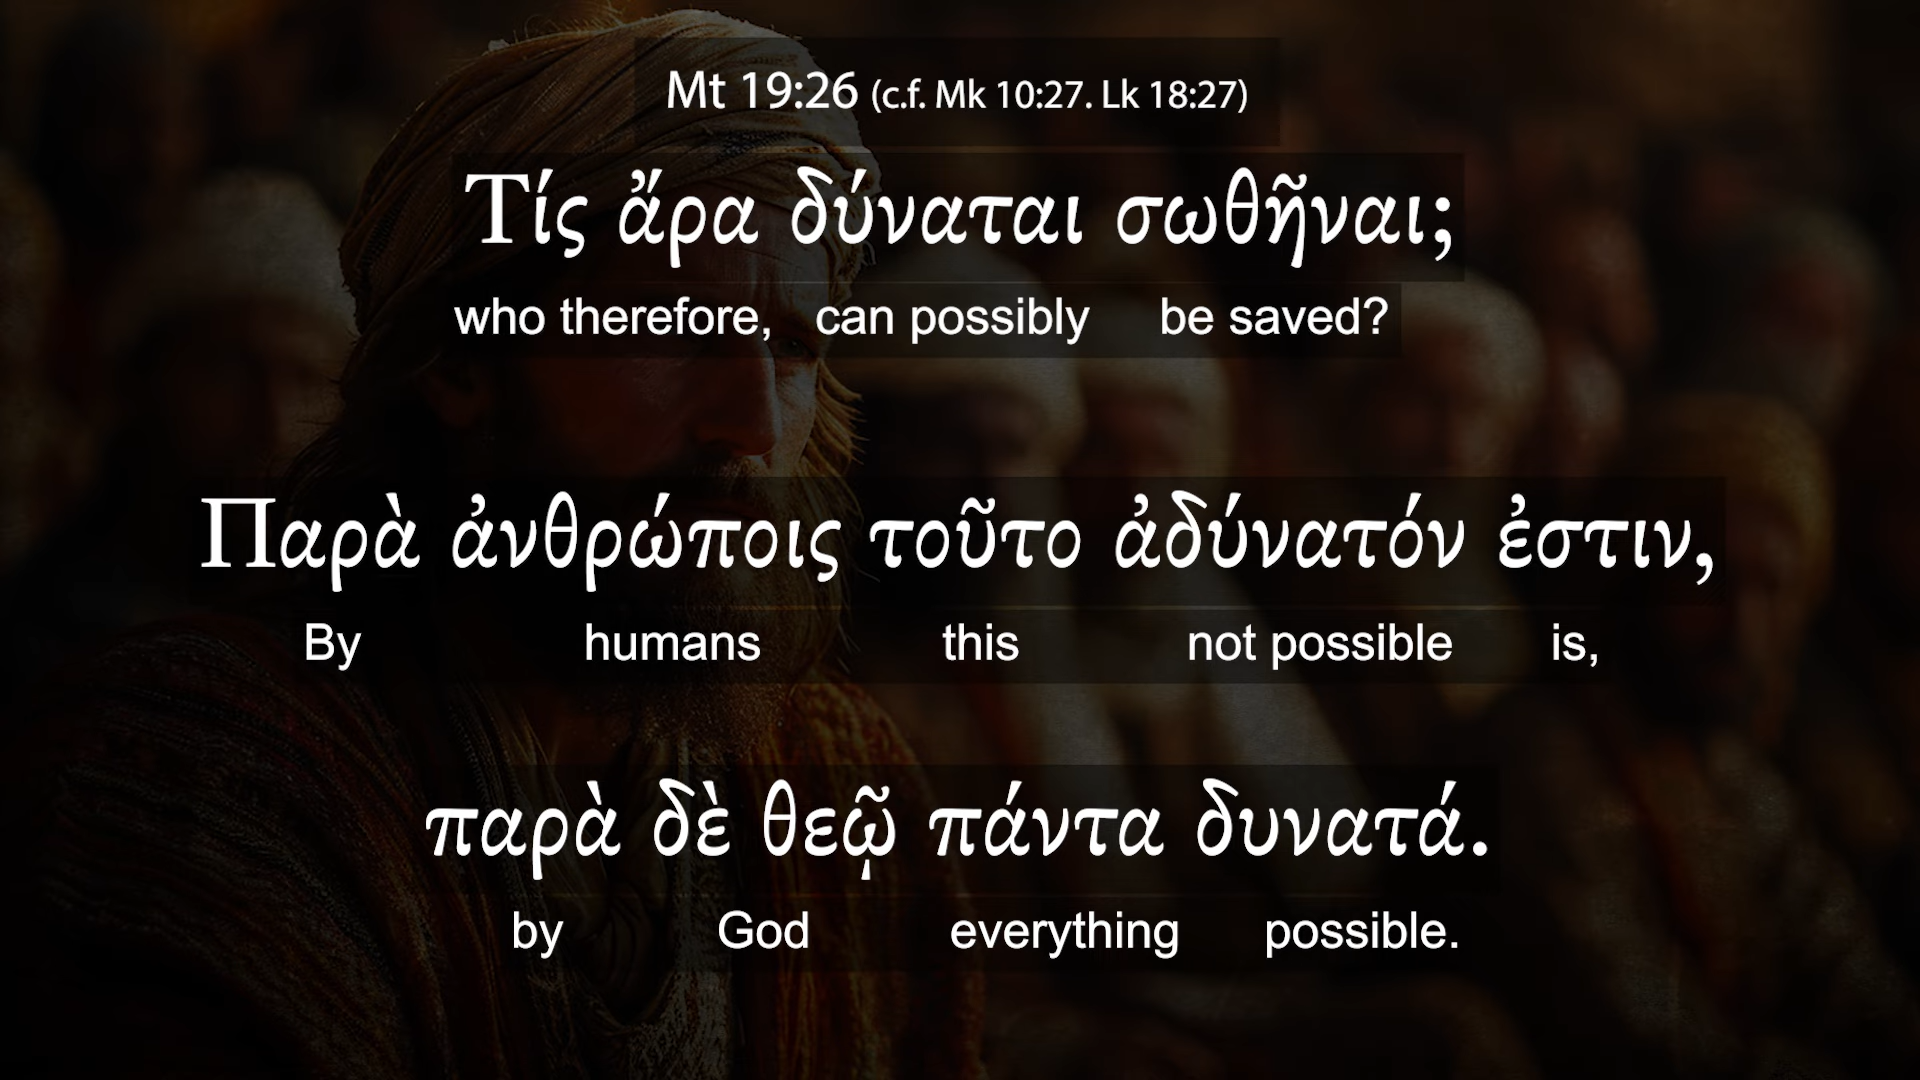 Mt 19:26 (c.f. Mk 10:27. Lk 18:27)
Τίς ἄρα δύναται σωθῆναι;
who therefore, can possibly be saved?
Παρὰ ἀνθρώποις τοῦτο ἀδύνατόν ἐστιν,
By humans this not possible is,
παρὰ δὲ θεῷ πάντα δυνατά.
by God everything possible.